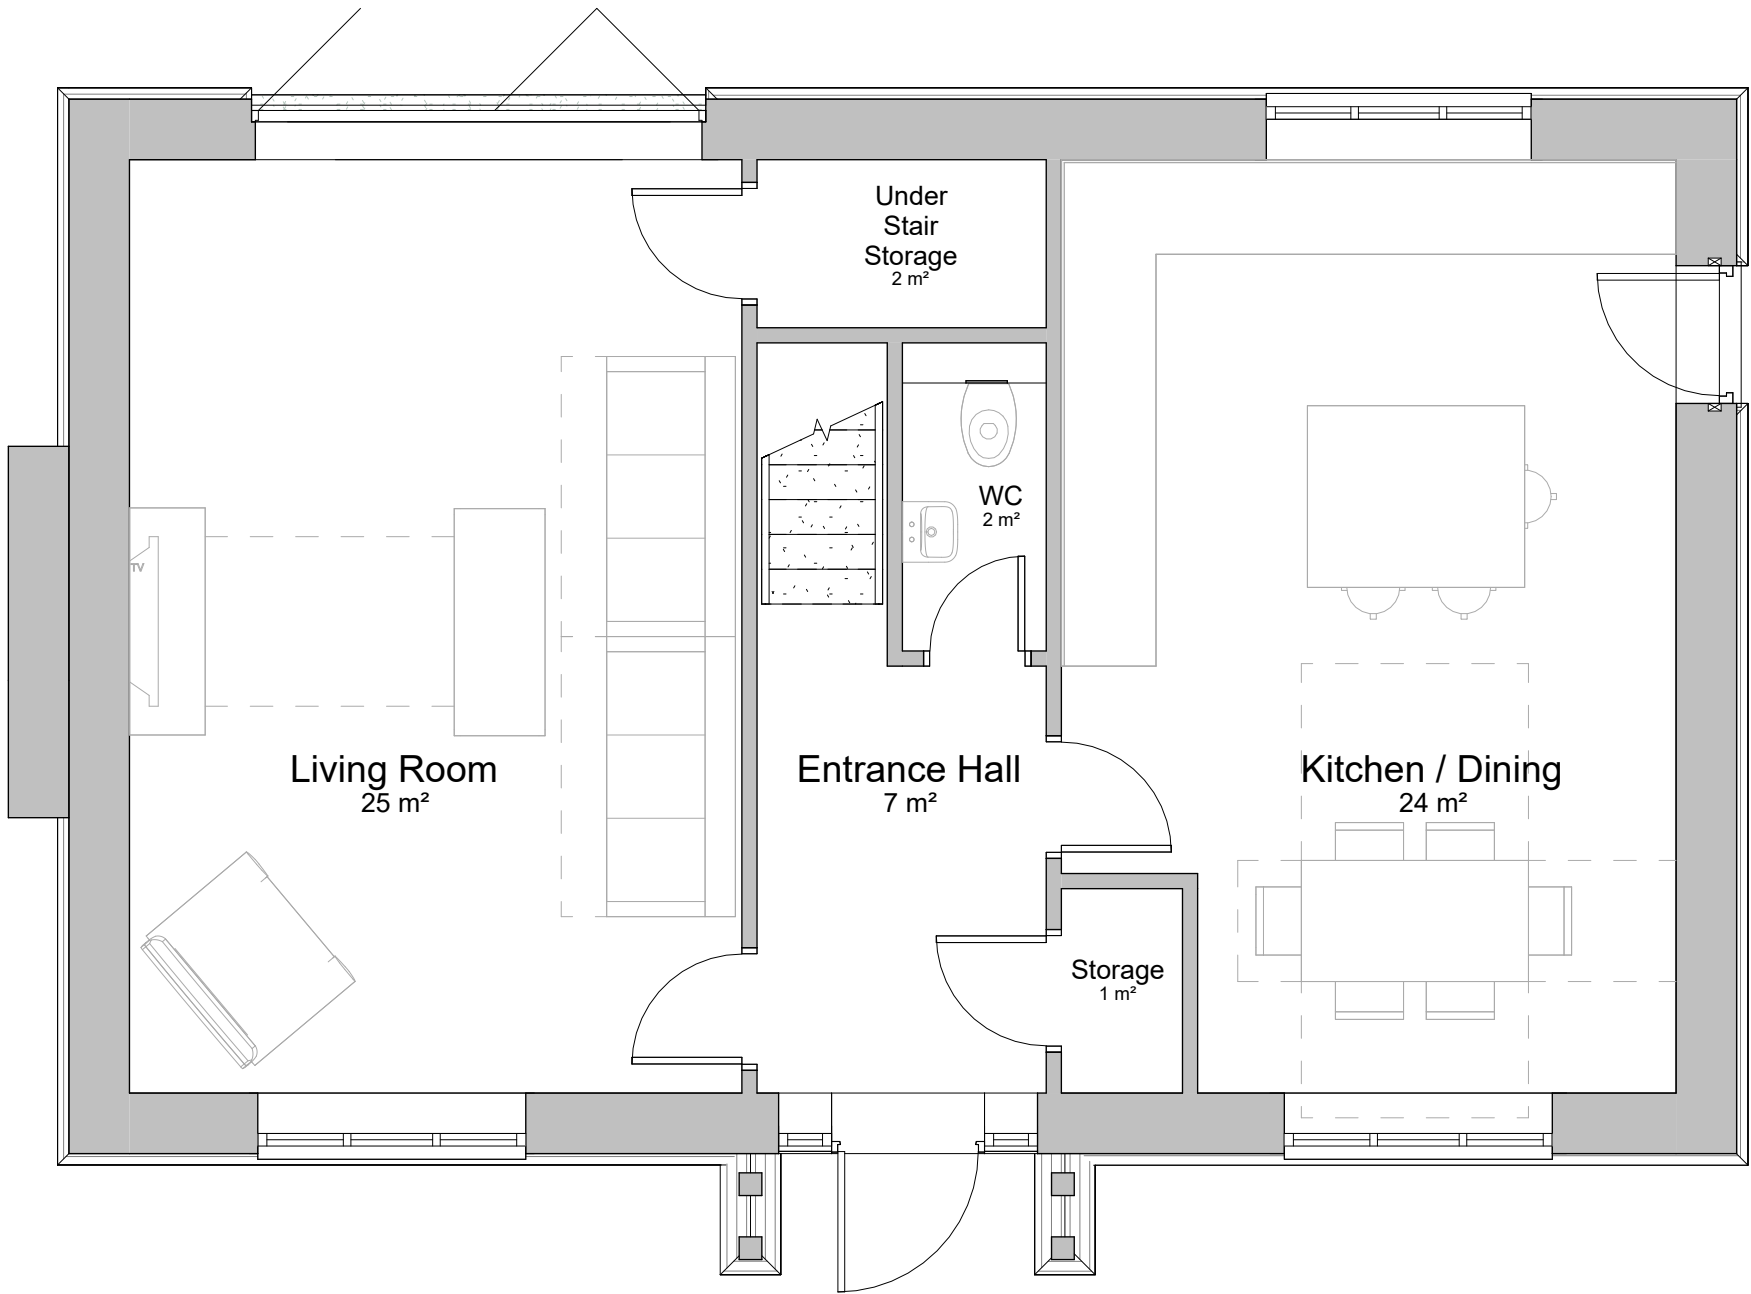 Under
Stair
Storage
2 m²
WC
2 m²
TV
Living Room
25 m²
Entrance Hall
7 m²
Kitchen / Dining
24 m²
Storage
1 m²